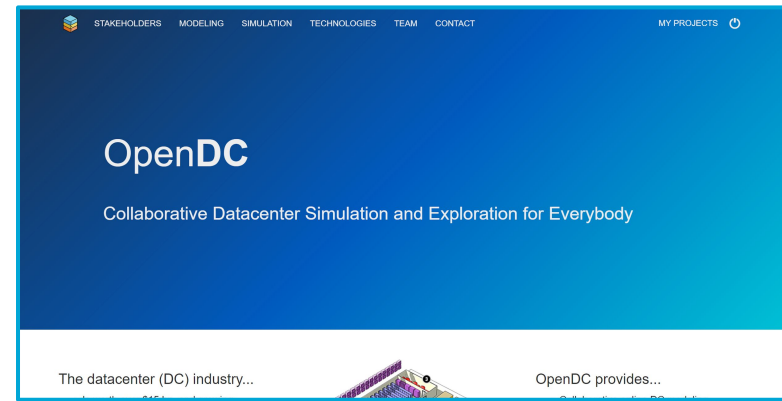 STAKEHOLDERS MODELING SIMULATION TECHNOLOGIES TEAM CONTACT MY PROJECTS
OpenDC
Collaborative Datacenter Simulation and Exploration for Everybody
The datacenter (DC) industry...
OpenDC provides...